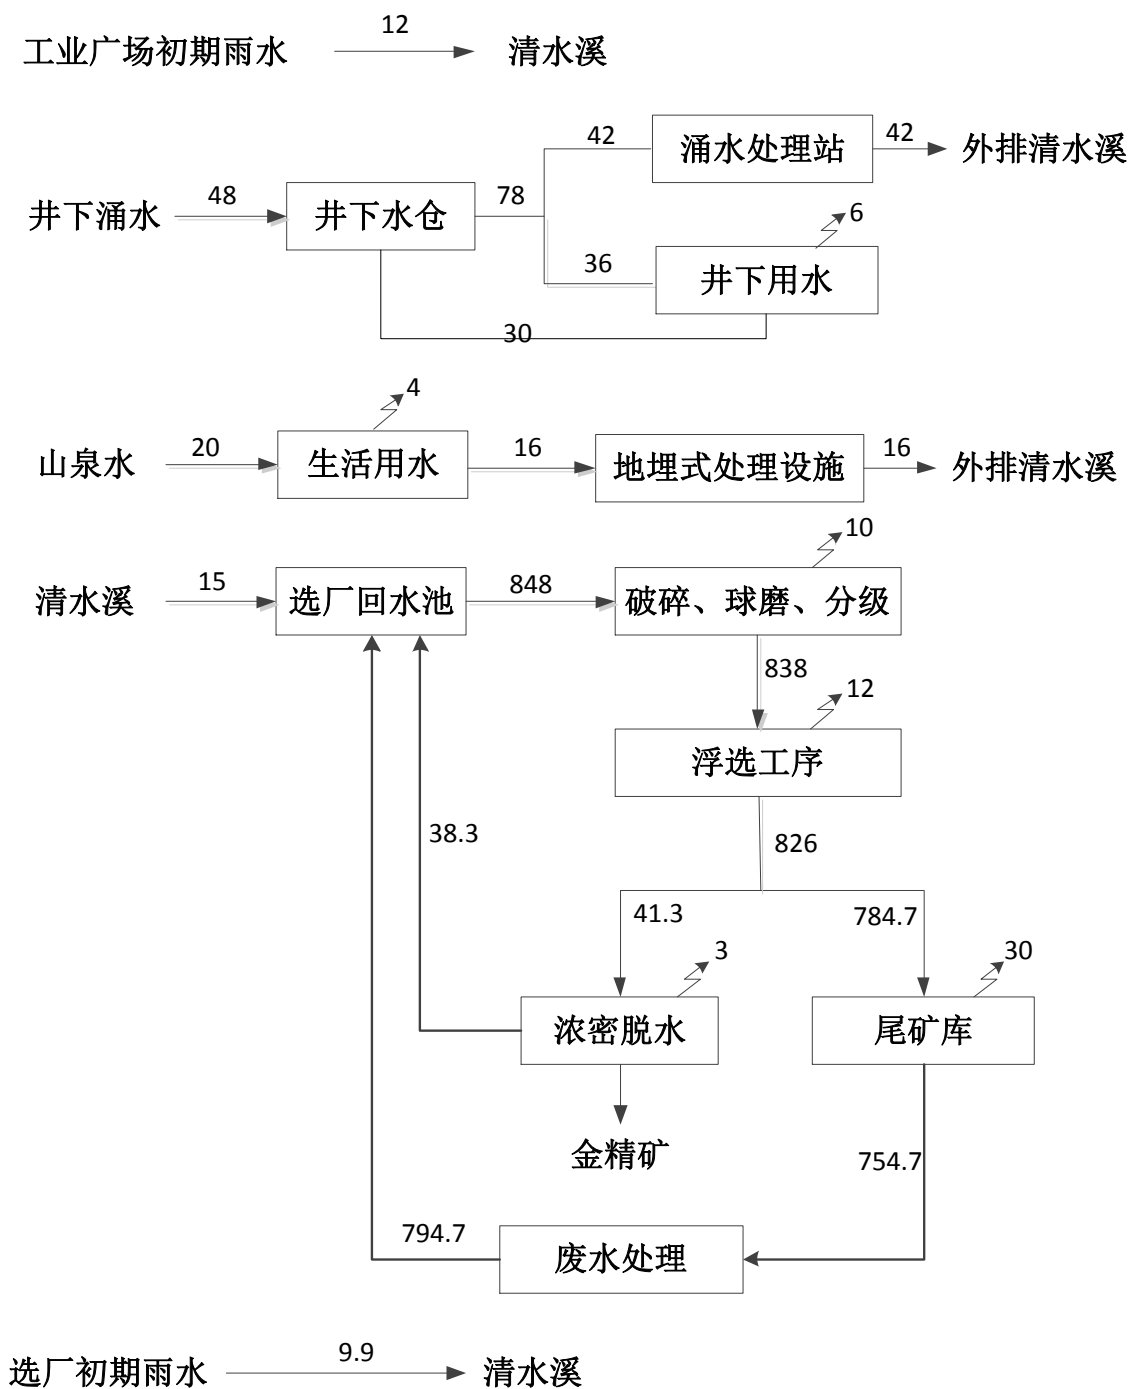 工业广场初期雨水 12 清水溪
42 涌水处理站 42 外排清水溪
井下涌水 48 井下水仓 78
6
36 井下用水
30
4
山泉水 20 生活用水 16 地埋式处理设施 16 外排清水溪
10
清水溪 15 选厂回水池 848 破碎、球磨、分级
838
12
浮选工序
38.3 826
41.3 784.7
3 30
浓密脱水 尾矿库
金精矿 754.7
794.7 废水处理
选厂初期雨水 9.9 清水溪